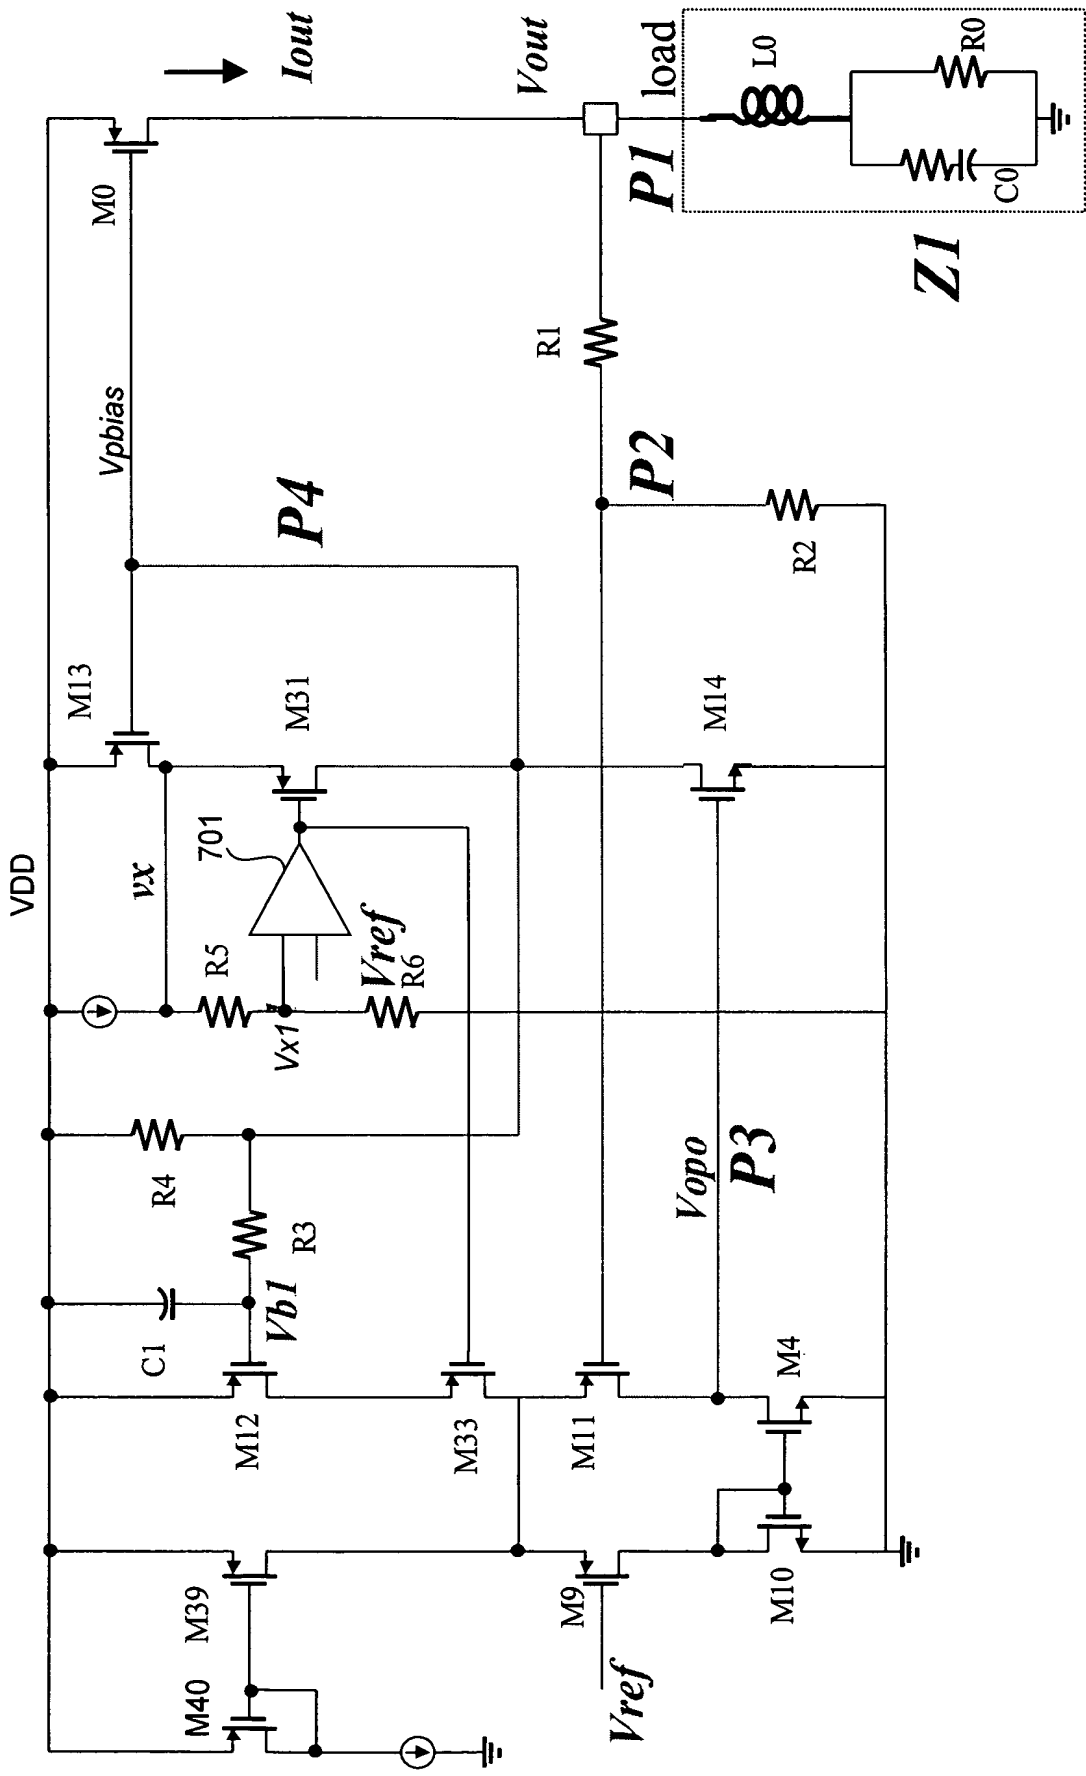 VDD
M0
Iout
M13
Vpbias
P4
vx
M31
701
R5
Vref
R6
Vx1
R4
R3
C1
Vb1
M12
M33
M39
M40
Vout
load
P1
L0
R0
C0
Z1
R1
P2
R2
M14
Vopo
P3
M11
M4
M9
M10
Vref